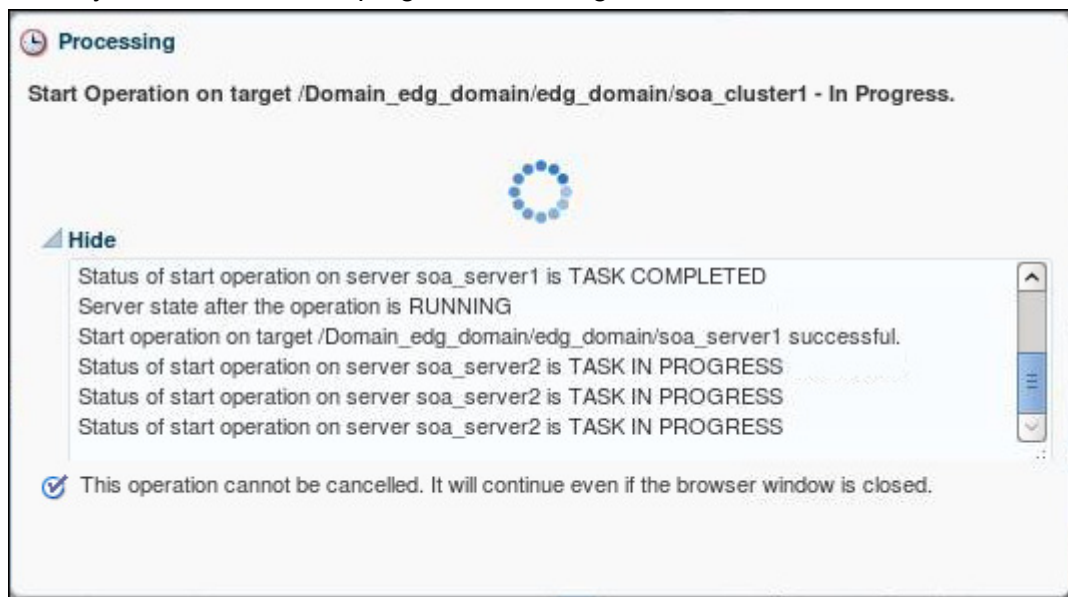 Processing
Start Operation on target /Domain_edg_domain/edg_domain/soa_cluster1 - In Progress.
Hide
Status of start operation on server soa_server1 is TASK COMPLETED
Server state after the operation is RUNNING
Start operation on target /Domain_edg_domain/edg_domain/soa_server1 successful.
Status of start operation on server soa_server2 is TASK IN PROGRESS
Status of start operation on server soa_server2 is TASK IN PROGRESS
Status of start operation on server soa_server2 is TASK IN PROGRESS
This operation cannot be cancelled. It will continue even if the browser window is closed.